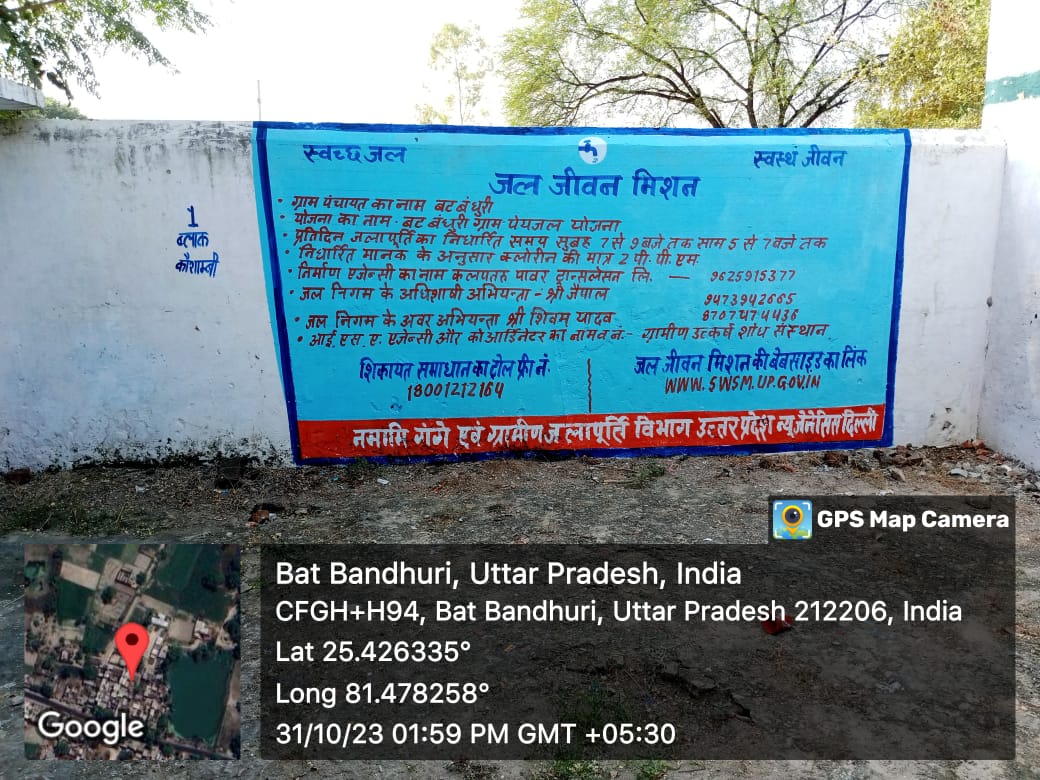 स्वच्छ जल
स्वस्थ जीवन
जल जीवन मिशन
• ग्राम पंचायत का नाम बट बंधुरी
• योजना का नाम - बट बंधुरी ग्राम पेयजल योजना
• प्रतिदिन जलापूर्ति का निर्धारित समय सुबह 7 से 9 बजे तक साम 5 से 7 बजे तक
• निर्धारित मानक के अनुसार क्लोरीन की मात्र 2 पी. पी. एम.
• निर्माण एजेन्सी का नाम कलपतरु पावर ट्रान्सलेसन लि. — 9625915377
• जल निगम के अधिशाषी अभियन्ता - श्री जैपाल 9473942665
• जल निगम के अवर अभियन्ता श्री शिवम यादव 8707474436
• आई. एस. ए. एजेन्सी और को आर्डिनेटर का नाम व नं:- ग्रामीण उत्कर्ष शोध संस्थान
शिकायत समाधान का टोल फ्री नं.
18001212164
जल जीवन मिशन की बेबसाइड का लिंक
WWW.SWSM.UP.GOV.IN
नमामि गंगे एवं ग्रामीण जलापूर्ति विभाग उत्तर प्रदेश न्यूजेनेसिस दिल्ली
1
ब्लाक
कौशाम्बी
GPS Map Camera
Bat Bandhuri, Uttar Pradesh, India
CFGH+H94, Bat Bandhuri, Uttar Pradesh 212206, India
Lat 25.426335°
Long 81.478258°
31/10/23 01:59 PM GMT +05:30
Google